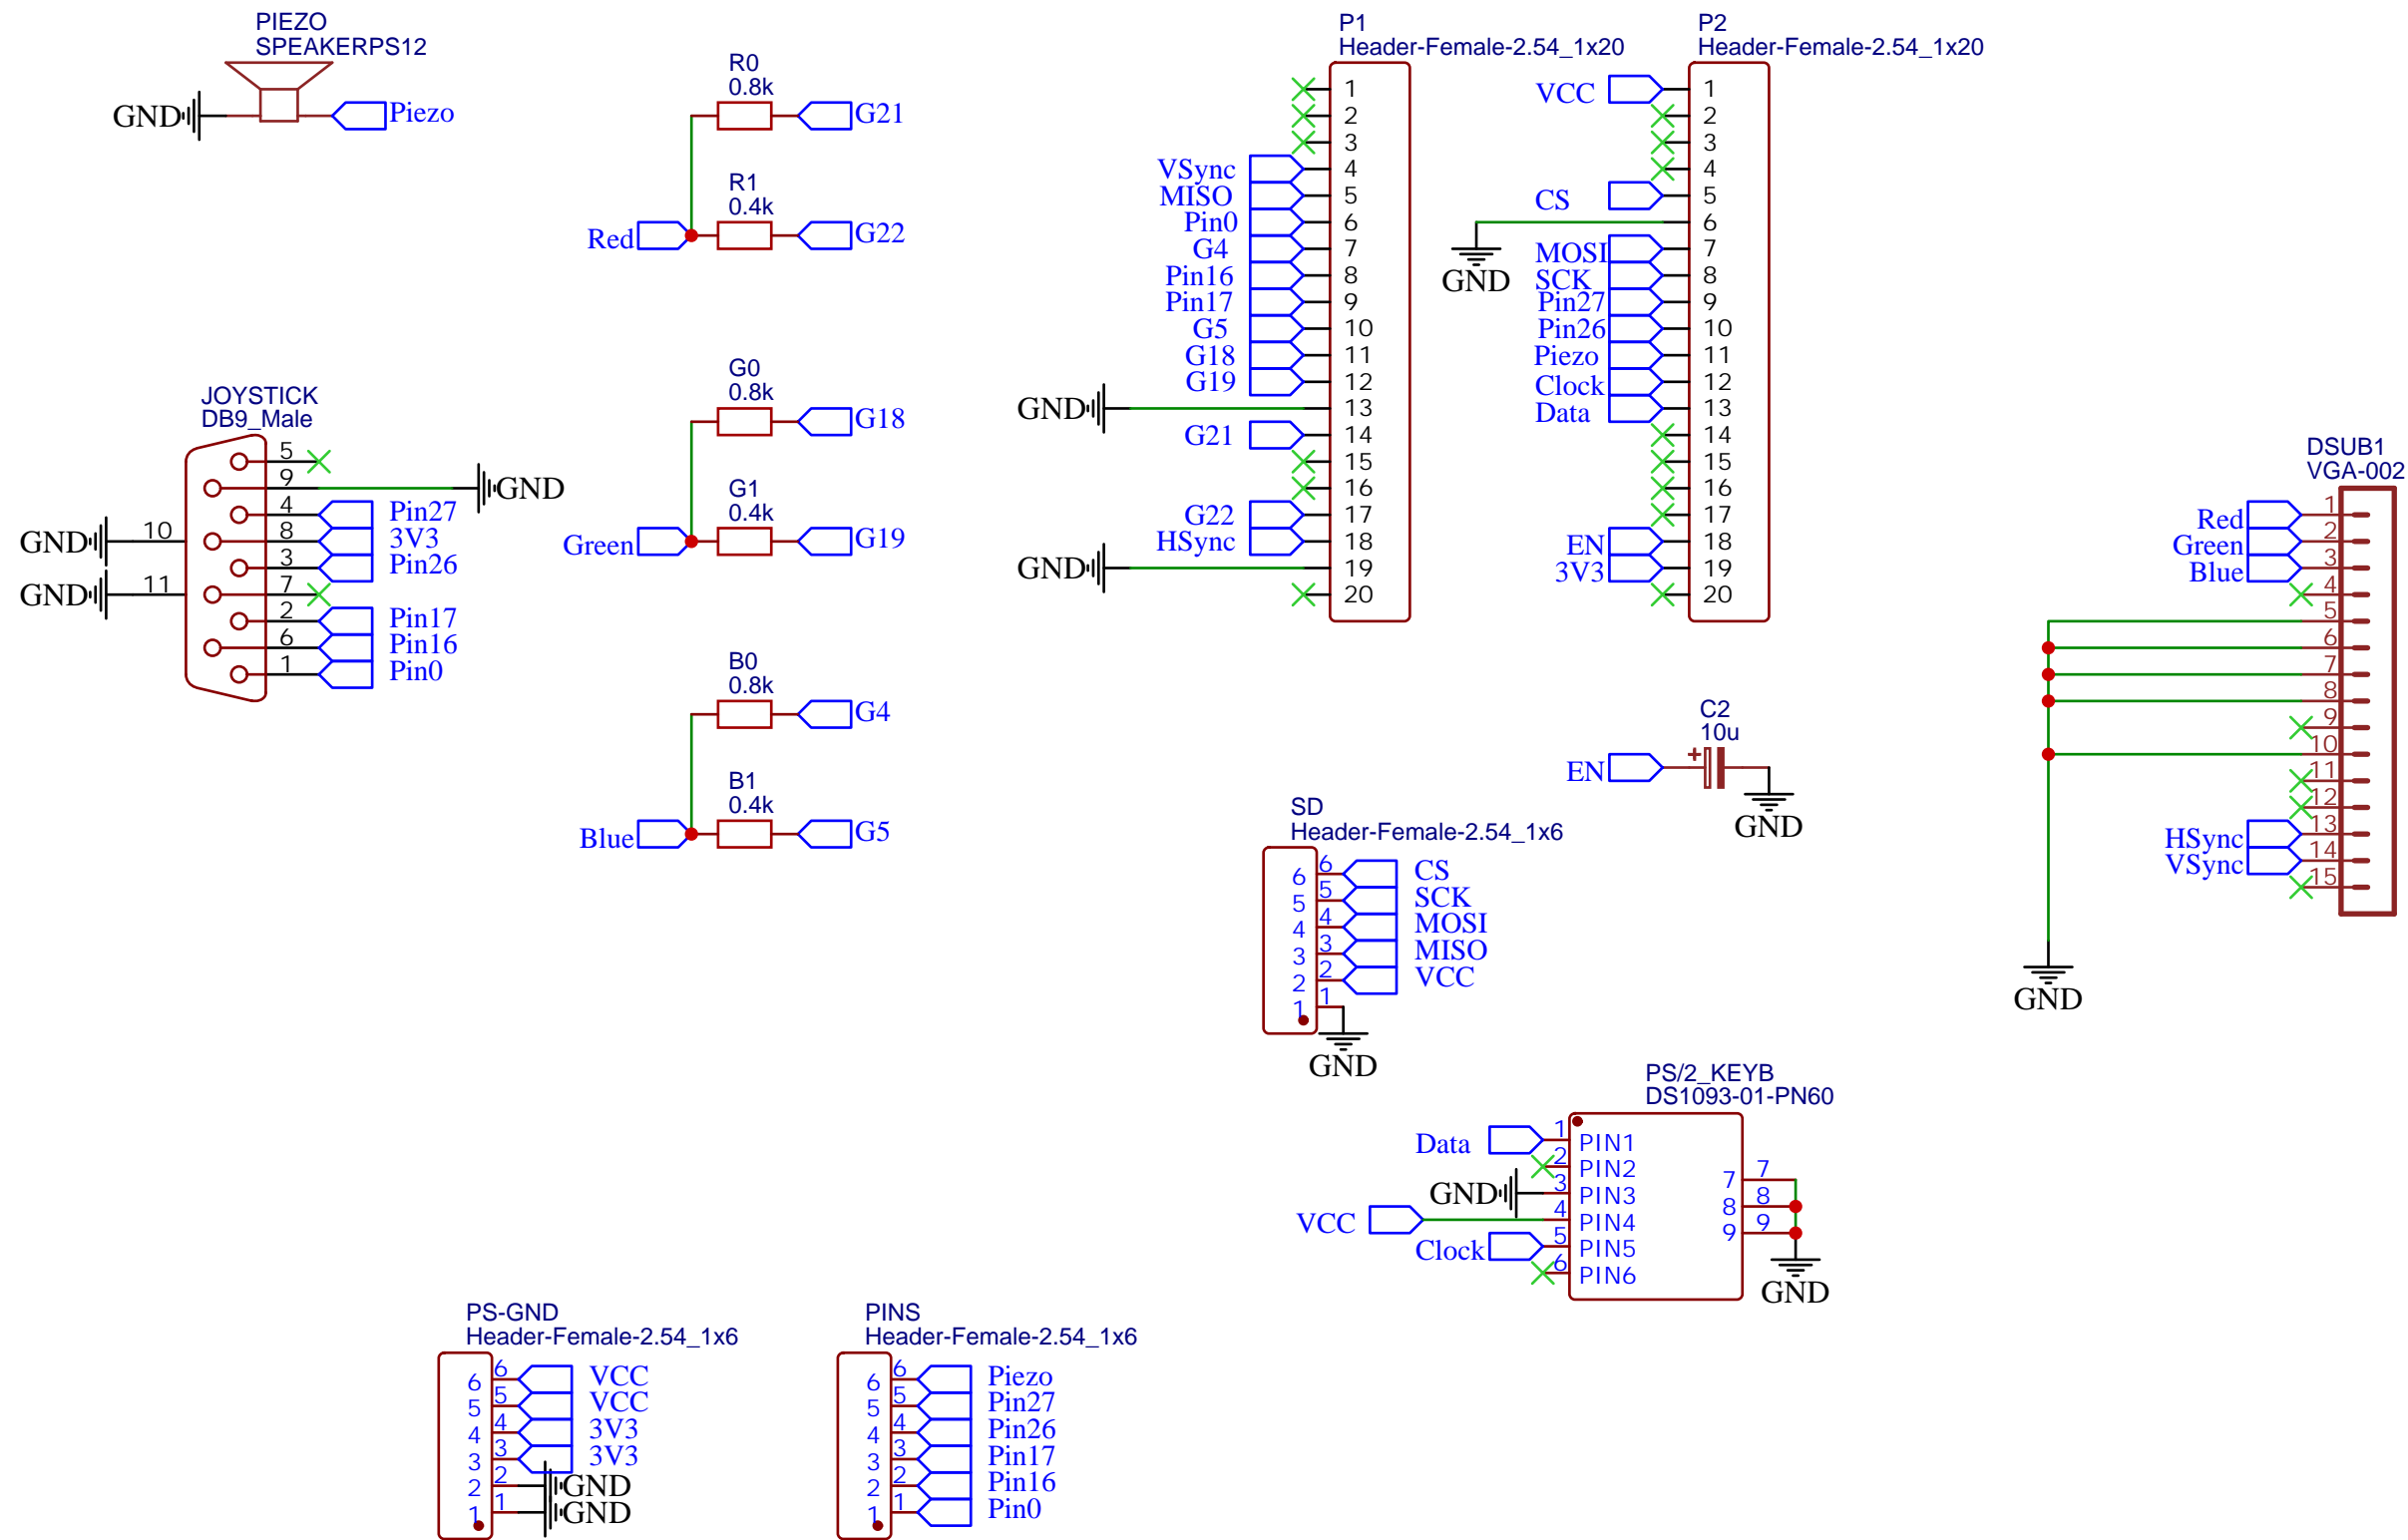 PIEZO
SPEAKERPS12
GND
Piezo
R0
0.8k
G21
R1
0.4k
Red
G22
G0
0.8k
G18
G1
0.4k
Green
G19
B0
0.8k
G4
B1
0.4k
Blue
G5
JOYSTICK
DB9_Male
5
9
GND
4
Pin27
GND
10
8
3V3
3
Pin26
GND
11
7
2
Pin17
6
Pin16
1
Pin0
P1
Header-Female-2.54_1x20
1
2
3
VSync
4
MISO
5
Pin0
6
G4
7
Pin16
8
Pin17
9
G5
10
G18
11
G19
12
GND
13
G21
14
15
16
G22
17
HSync
18
GND
19
20
P2
Header-Female-2.54_1x20
VCC
1
2
3
4
CS
5
6
GND
MOSI
7
SCK
8
Pin27
9
Pin26
10
Piezo
11
Clock
12
Data
13
14
15
16
17
EN
18
3V3
19
20
DSUB1
VGA-002
Red
1
Green
2
Blue
3
4
5
6
7
8
9
10
11
12
HSync
13
VSync
14
15
GND
C2
10u
EN
+
GND
SD
Header-Female-2.54_1x6
6
6
CS
5
5
SCK
4
4
MOSI
3
3
MISO
2
2
VCC
1
1
GND
PS/2_KEYB
DS1093-01-PN60
Data
1
PIN1
2
PIN2
GND
3
PIN3
VCC
4
PIN4
Clock
5
PIN5
6
PIN6
7
7
8
8
9
9
GND
PS-GND
Header-Female-2.54_1x6
6
6
VCC
5
5
VCC
4
4
3V3
3
3
3V3
2
2
GND
1
1
GND
PINS
Header-Female-2.54_1x6
6
6
Piezo
5
5
Pin27
4
4
Pin26
3
3
Pin17
2
2
Pin16
1
1
Pin0